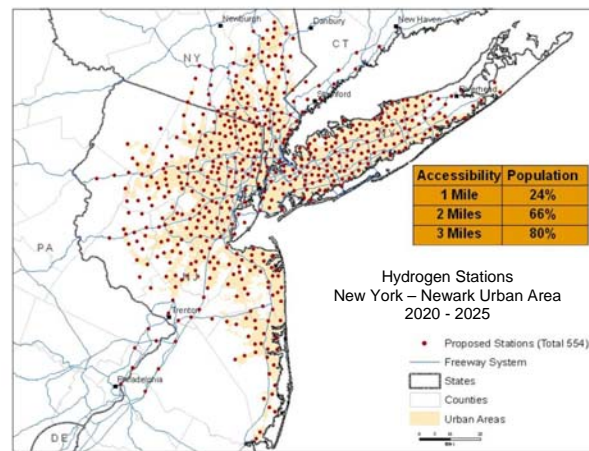 Newburgh
Danbury
New Haven
NY
CT
Stamford
Riverhead
Accessibility Population
1 Mile 24%
2 Miles 66%
3 Miles 80%
PA
NJ
Hydrogen Stations
New York – Newark Urban Area
2020 - 2025
Trenton
Proposed Stations (Total 554)
Freeway System
States
Philadelphia
Counties
Urban Areas
DE